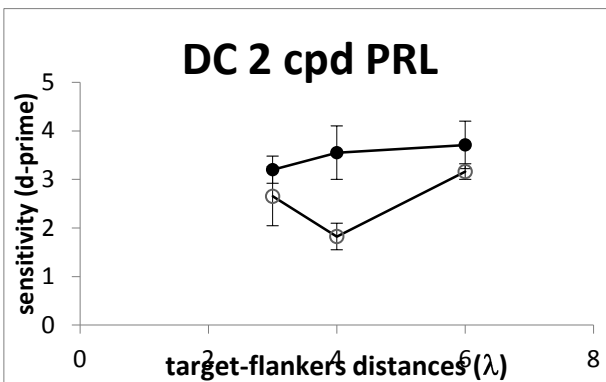 DC 2 cpd PRL
sensitivity (d-prime)
5
4
3
2
1
0
0 2 4 6 8
target-flankers distances (λ)